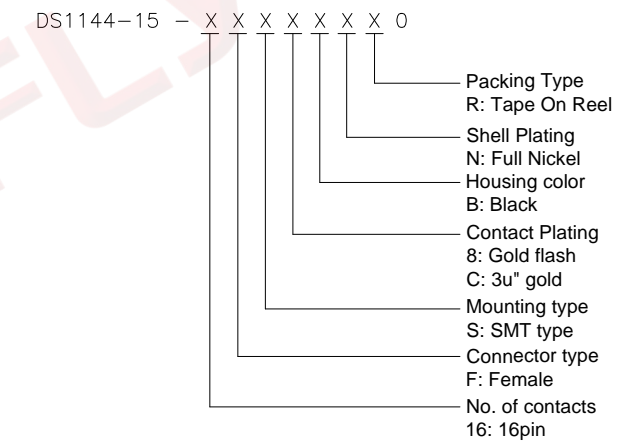 DS1144-15 - X X X X X X X 0
Packing Type
R: Tape On Reel
Shell Plating
N: Full Nickel
Housing color
B: Black
Contact Plating
8: Gold flash
C: 3u" gold
Mounting type
S: SMT type
Connector type
F: Female
No. of contacts
16: 16pin